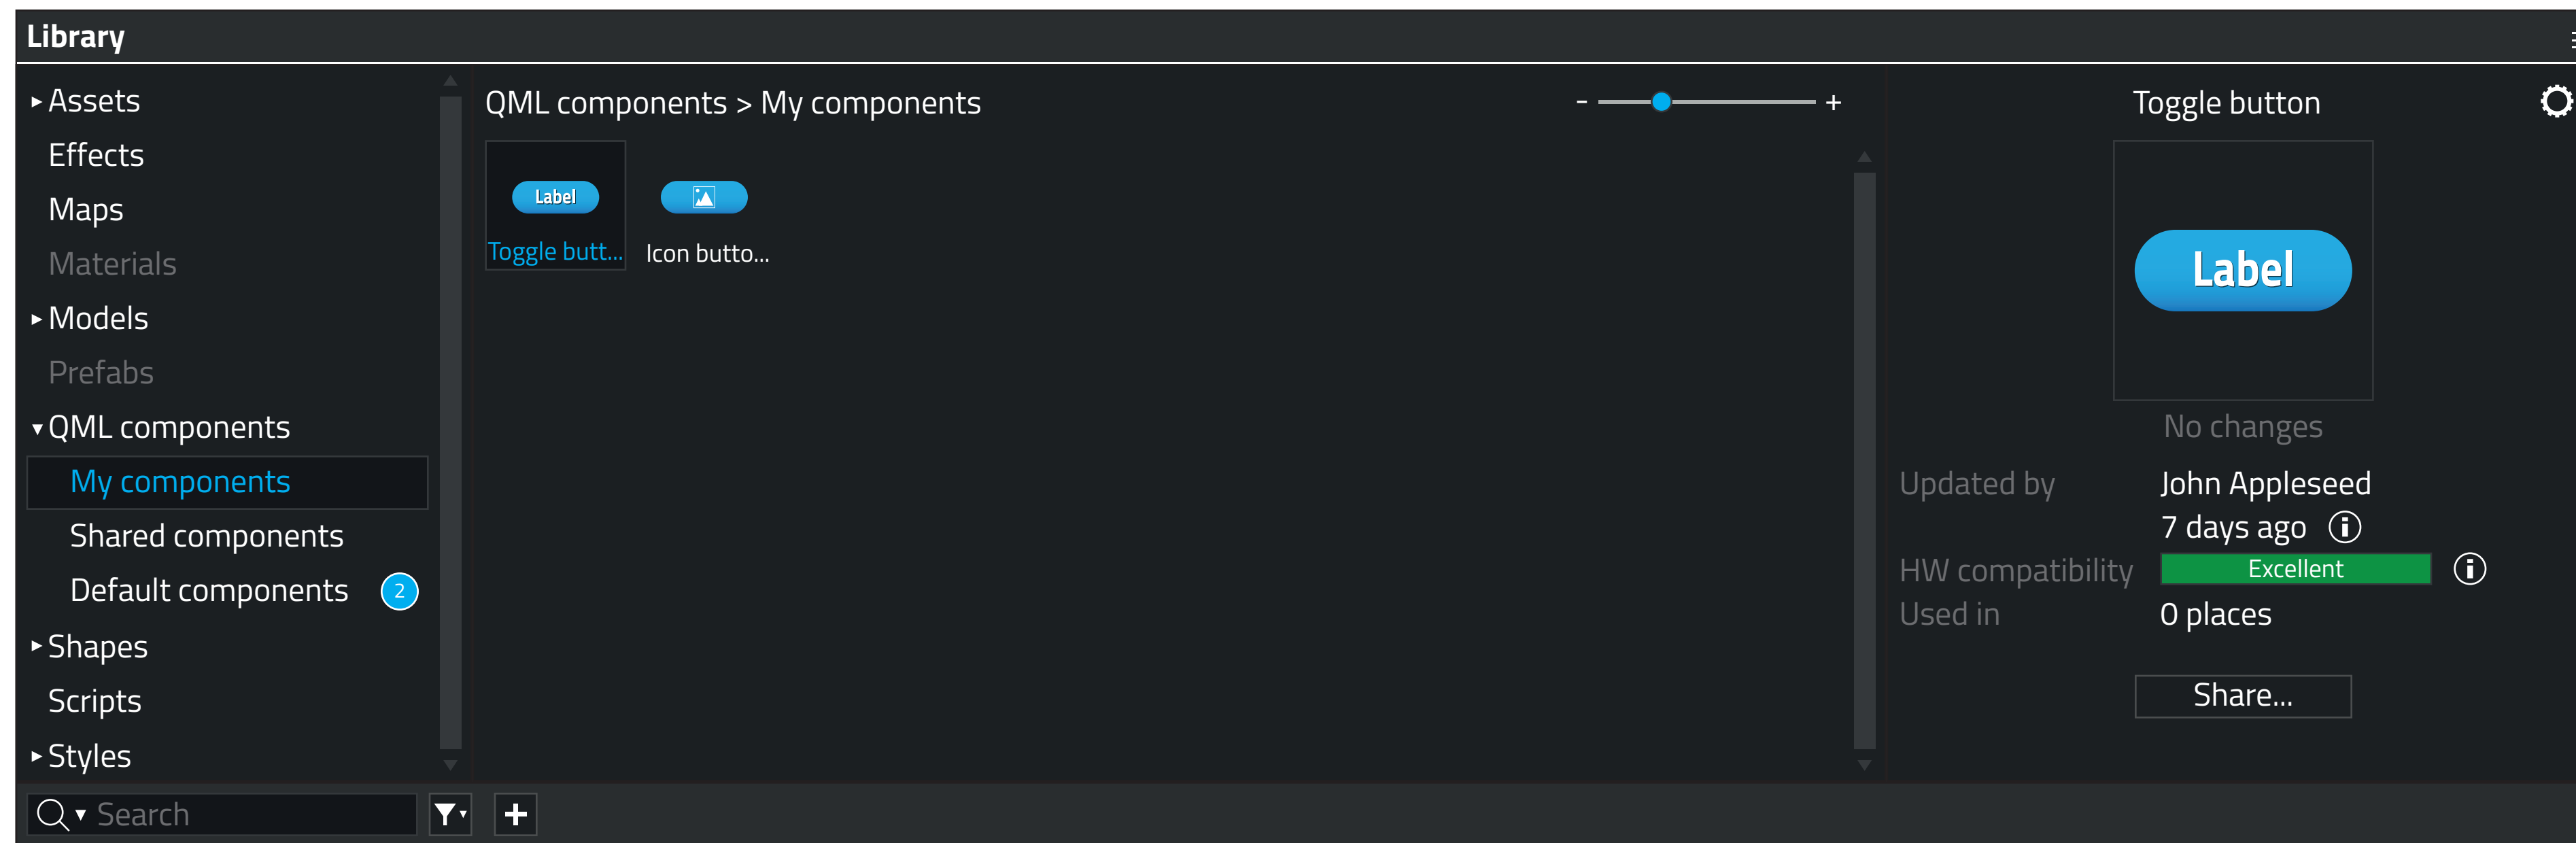 Library
Assets
Effects
Maps
Materials
Models
Prefabs
QML components
My components
Shared components
Default components 2
Shapes
Scripts
Styles
Search
QML components > My components
- +
Label
Toggle butt...
Icon butto...
Toggle button
Label
No changes
Updated by John Appleseed
7 days ago
HW compatibility Excellent
Used in 0 places
Share...